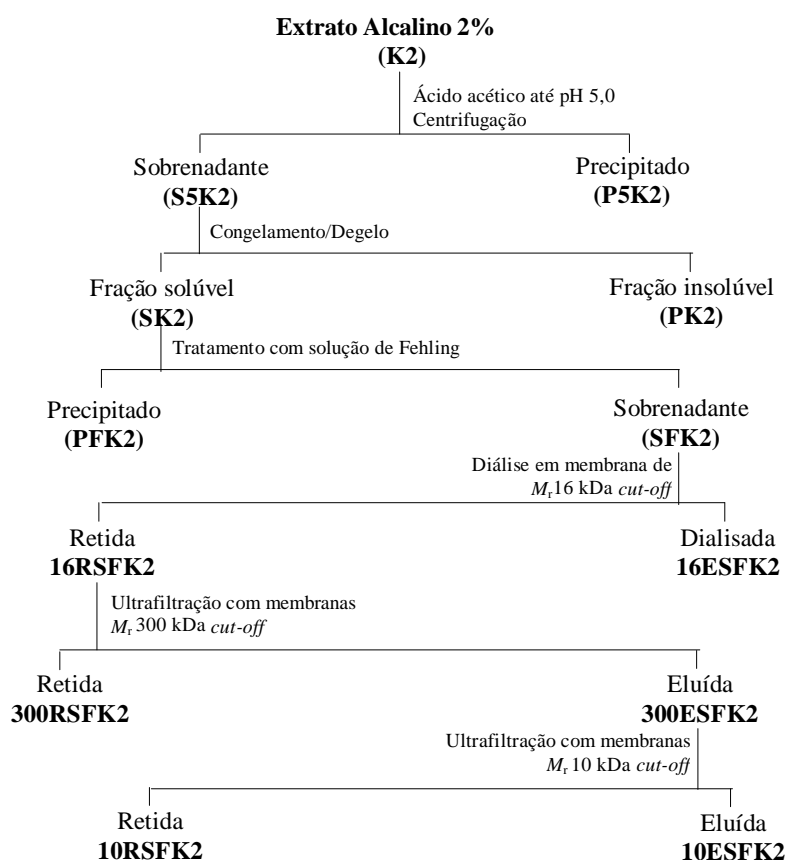 Extrato Alcalino 2%
(K2)
Ácido acético até pH 5,0
Centrifugação
Sobrenadante
(S5K2)
Precipitado
(P5K2)
Congelamento/Degelo
Fração solúvel
(SK2)
Fração insolúvel
(PK2)
Tratamento com solução de Fehling
Precipitado
(PFK2)
Sobrenadante
(SFK2)
Diálise em membrana de
Mr16 kDa cut-off
Retida
16RSFK2
Dialisada
16ESFK2
Ultrafiltração com membranas
Mr 300 kDa cut-off
Retida
300RSFK2
Eluída
300ESFK2
Ultrafiltração com membranas
Mr 10 kDa cut-off
Retida
10RSFK2
Eluída
10ESFK2